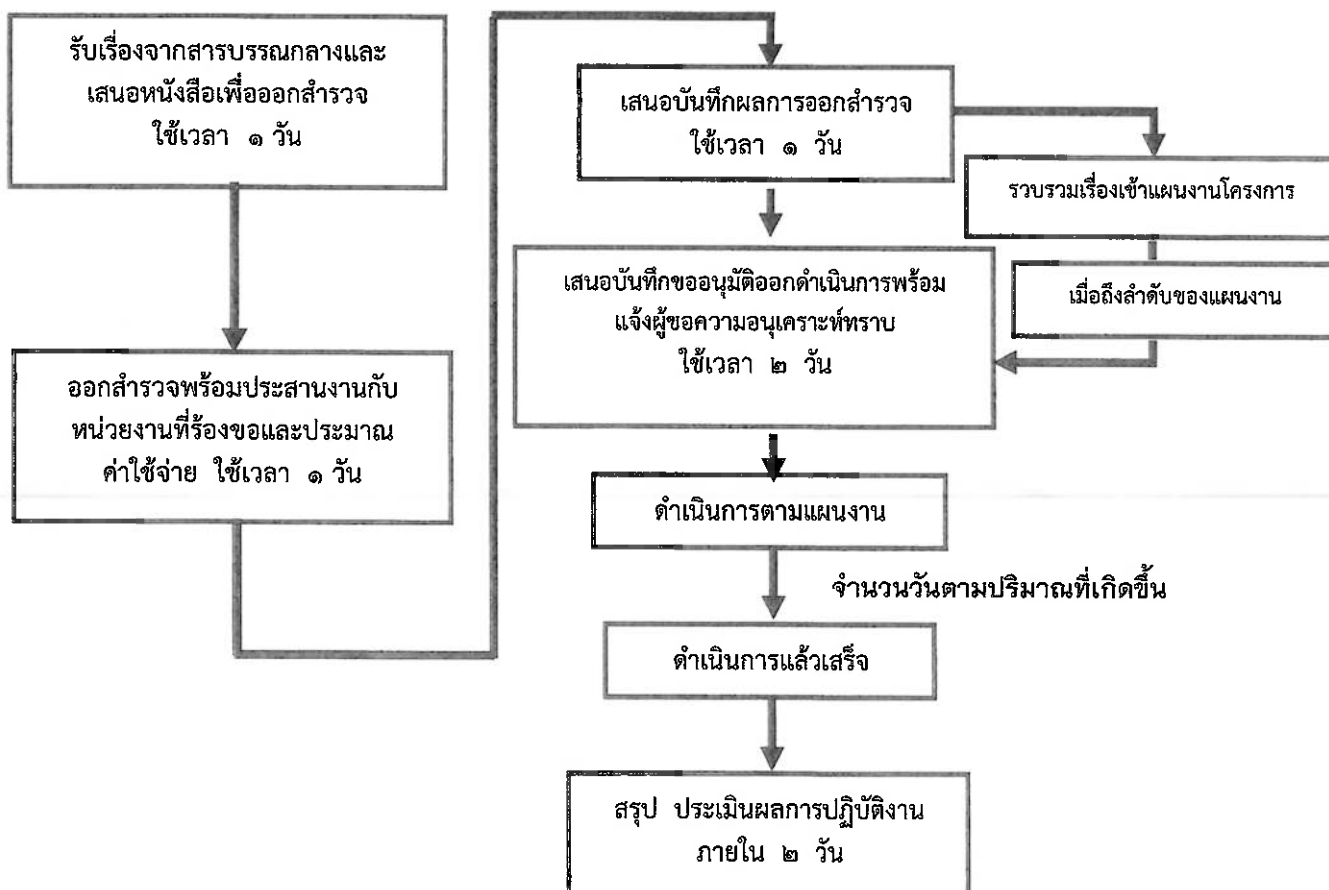 รับเรื่องจากสารบรรณกลางและ
เสนอหนังสือเพื่อออกสำรวจ
ใช้เวลา ๑ วัน
ออกสำรวจพร้อมประสานงานกับ
หน่วยงานที่ร้องขอและประมาณ
ค่าใช้จ่าย ใช้เวลา ๑ วัน
เสนอบันทึกผลการออกสำรวจ
ใช้เวลา ๑ วัน
รวบรวมเรื่องเข้าแผนงานโครงการ
เมื่อถึงลำดับของแผนงาน
เสนอบันทึกขออนุมัติออกดำเนินการพร้อม
แจ้งผู้ขอความอนุเคราะห์ทราบ
ใช้เวลา ๒ วัน
ดำเนินการตามแผนงาน
จำนวนวันตามปริมาณที่เกิดขึ้น
ดำเนินการแล้วเสร็จ
สรุป ประเมินผลการปฏิบัติงาน
ภายใน ๒ วัน